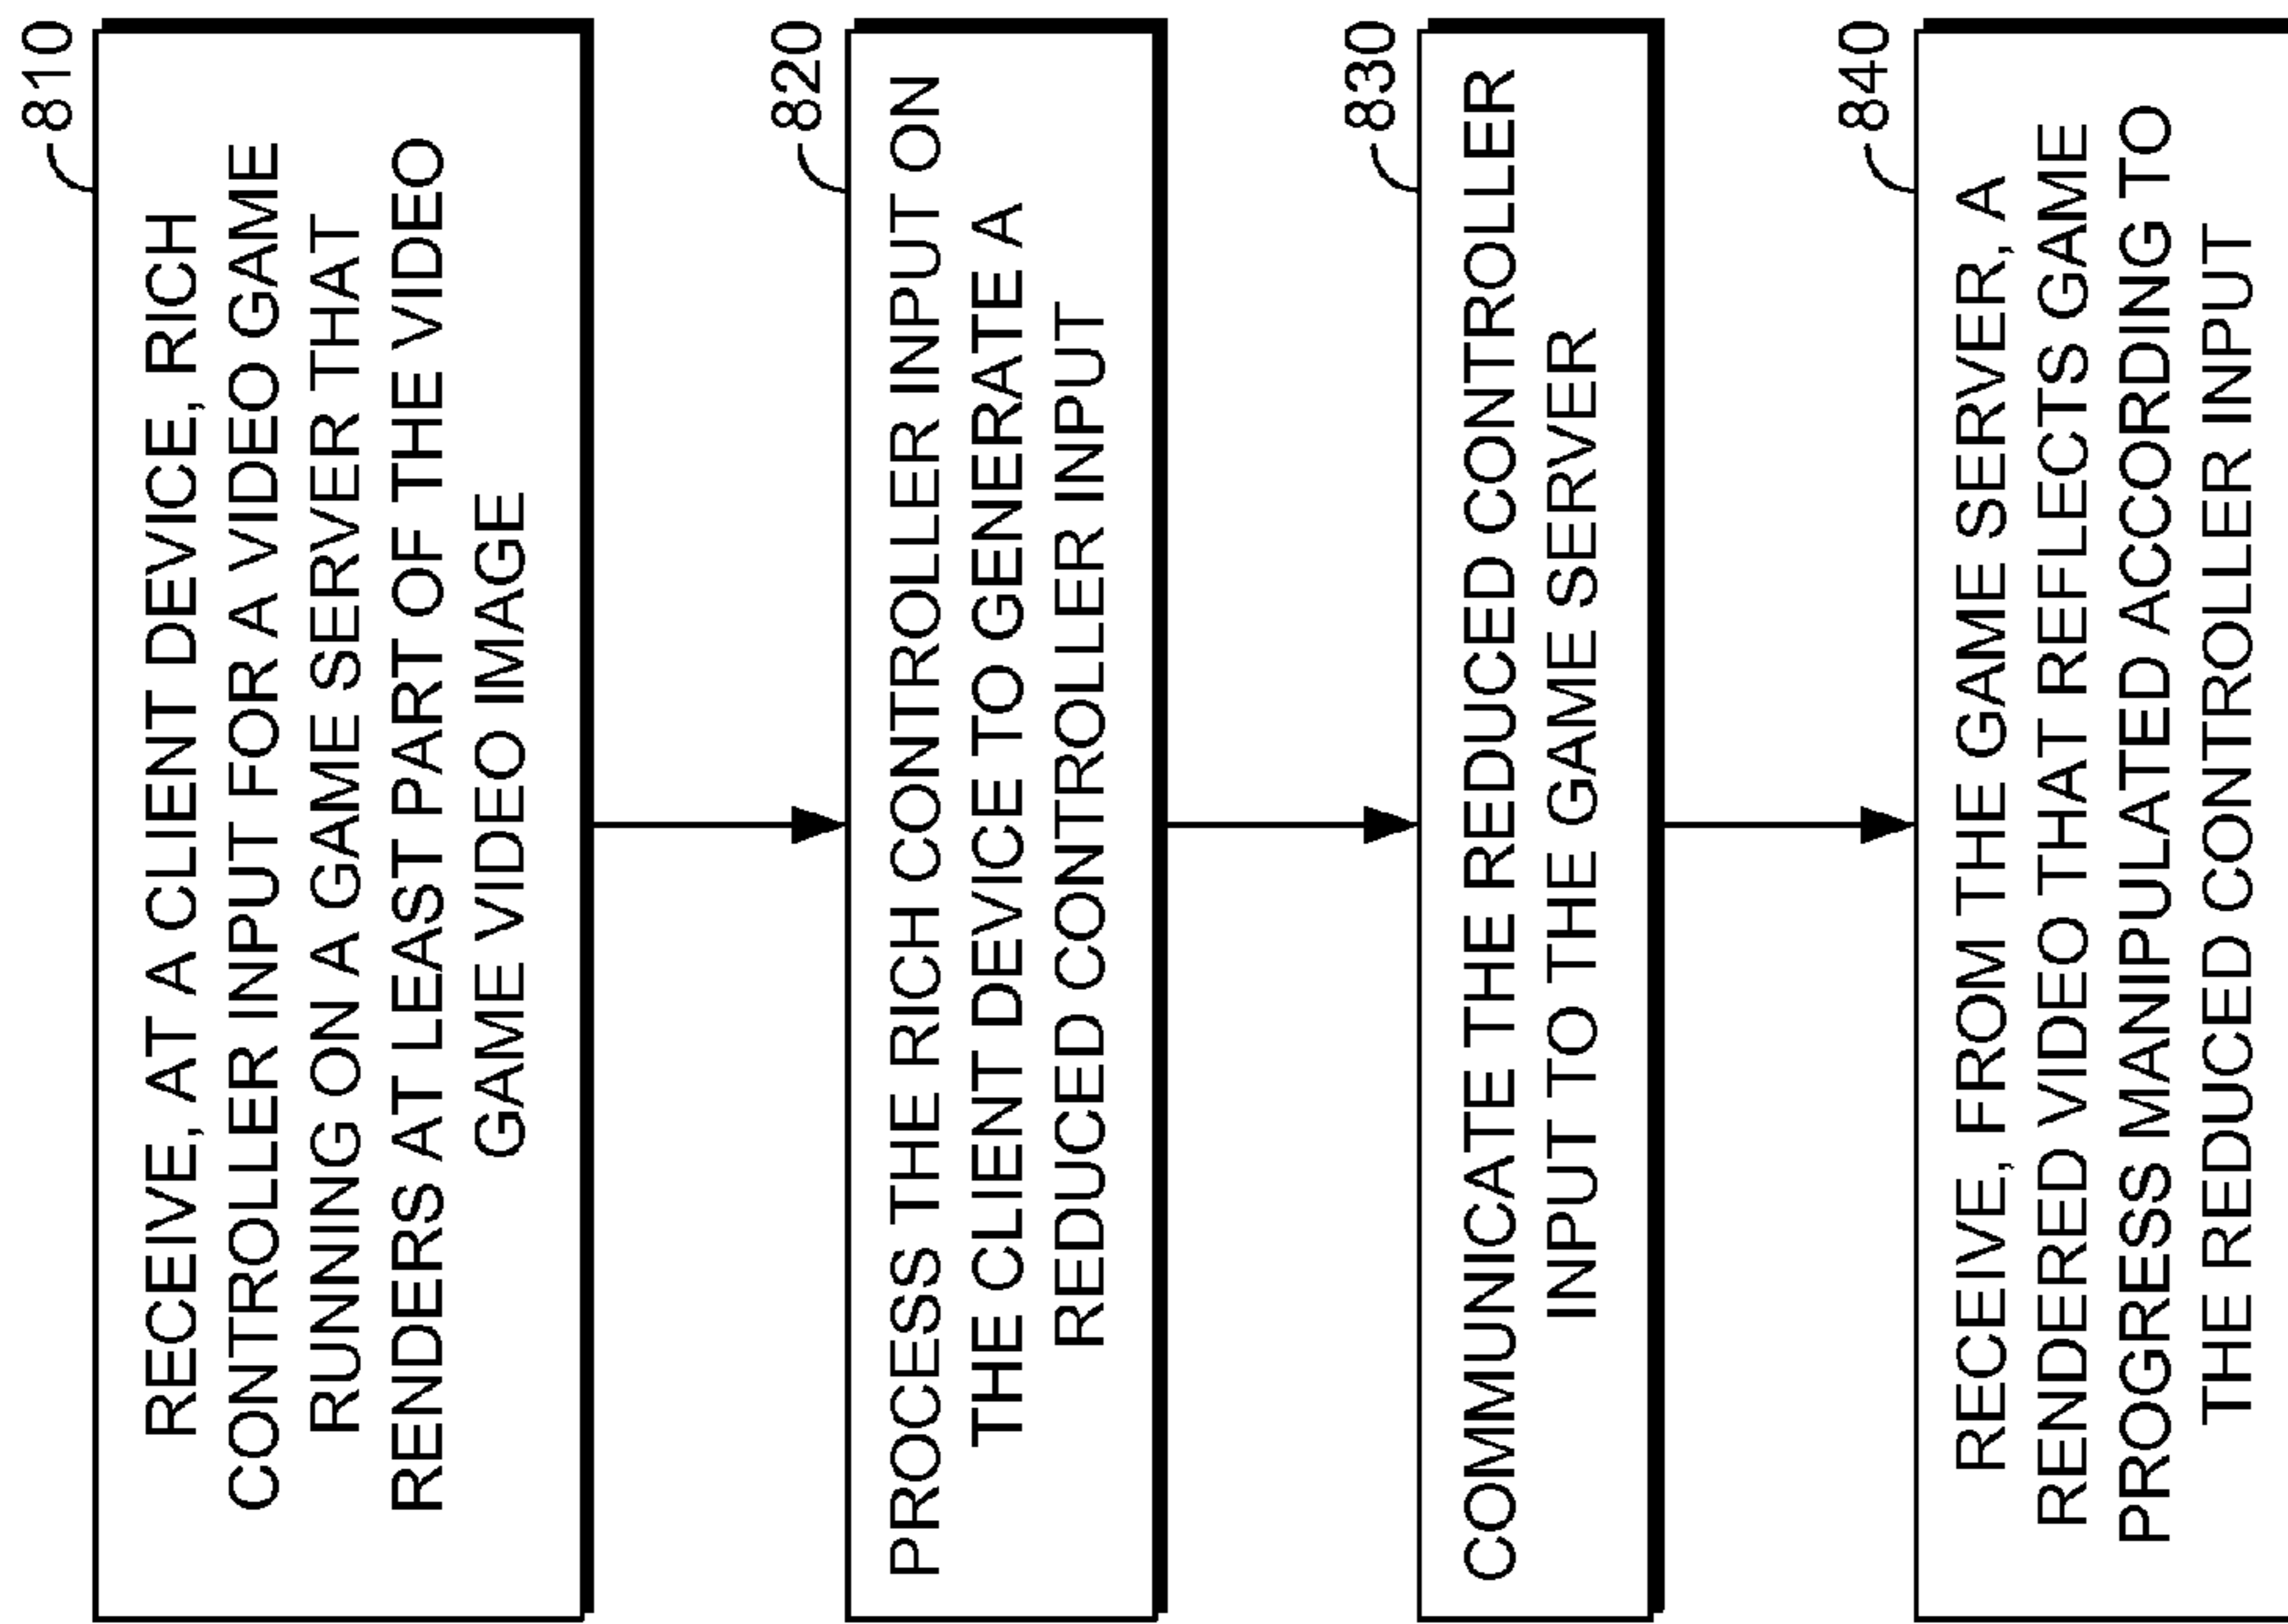 810
RECEIVE, AT A CLIENT DEVICE, RICH
CONTROLLER INPUT FOR A VIDEO GAME
RUNNING ON A GAME SERVER THAT
RENDERS AT LEAST PART OF THE VIDEO
GAME VIDEO IMAGE
820
PROCESS THE RICH CONTROLLER INPUT ON
THE CLIENT DEVICE TO GENERATE A
REDUCED CONTROLLER INPUT
830
COMMUNICATE THE REDUCED CONTROLLER
INPUT TO THE GAME SERVER
840
RECEIVE, FROM THE GAME SERVER, A
RENDERED VIDEO THAT REFLECTS GAME
PROGRESS MANIPULATED ACCORDING TO
THE REDUCED CONTROLLER INPUT